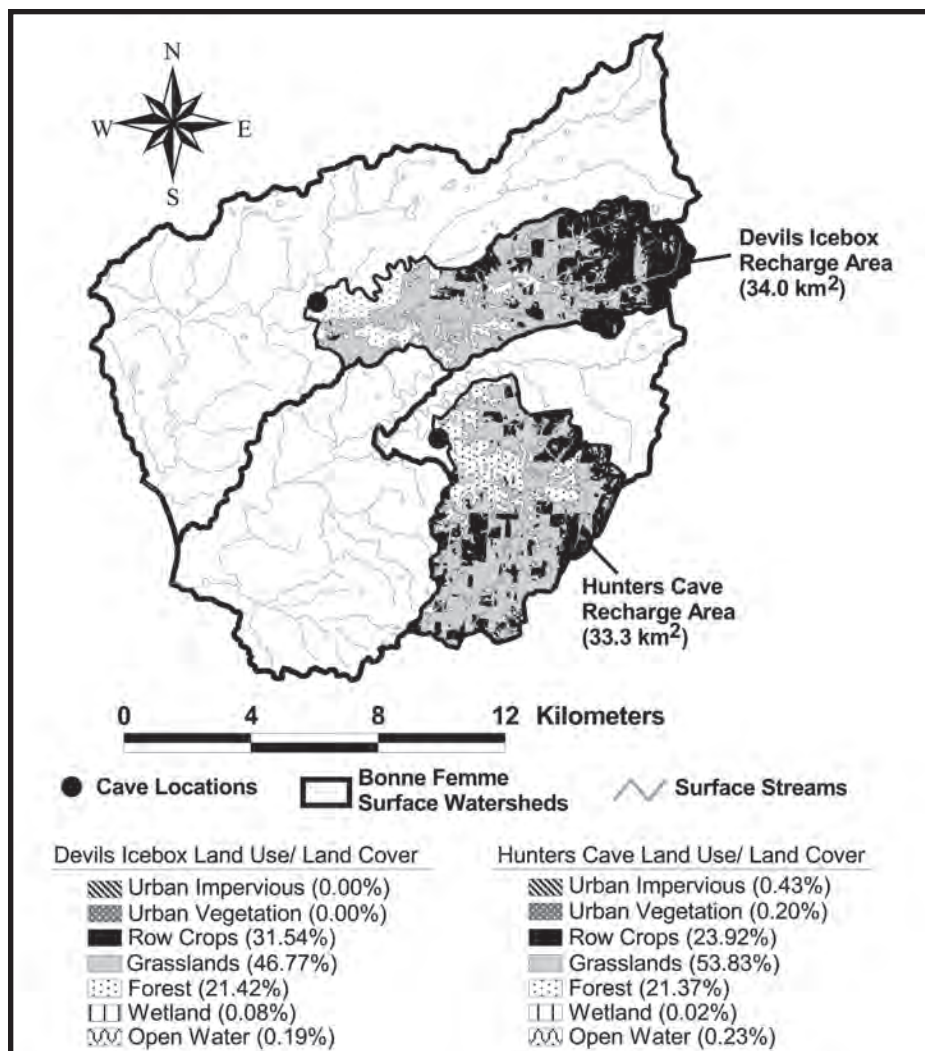 N
W E
S
Devils Icebox
Recharge Area
(34.0 km2)
Hunters Cave
Recharge Area
(33.3 km2)
0 4 8 12 Kilometers
Cave Locations
Bonne Femme
Surface Watersheds
Surface Streams
Devils Icebox Land Use/ Land Cover
Urban Impervious (0.00%)
Urban Vegetation (0.00%)
Row Crops (31.54%)
Grasslands (46.77%)
Forest (21.42%)
Wetland (0.08%)
Open Water (0.19%)
Hunters Cave Land Use/ Land Cover
Urban Impervious (0.43%)
Urban Vegetation (0.20%)
Row Crops (23.92%)
Grasslands (53.83%)
Forest (21.37%)
Wetland (0.02%)
Open Water (0.23%)